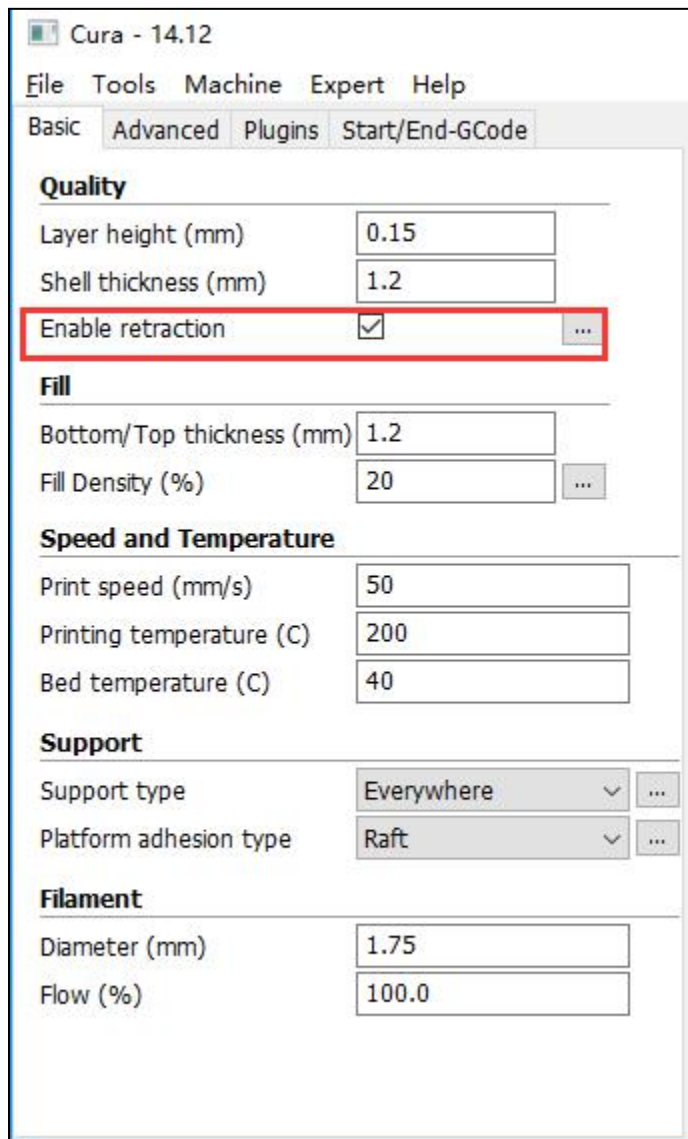 Cura - 14.12
File Tools Machine Expert Help
Basic Advanced Plugins Start/End-GCode
Quality
Layer height (mm) 0.15
Shell thickness (mm) 1.2
Enable retraction ...
Fill
Bottom/Top thickness (mm) 1.2
Fill Density (%) 20 ...
Speed and Temperature
Print speed (mm/s) 50
Printing temperature (C) 200
Bed temperature (C) 40
Support
Support type Everywhere ...
Platform adhesion type Raft ...
Filament
Diameter (mm) 1.75
Flow (%) 100.0